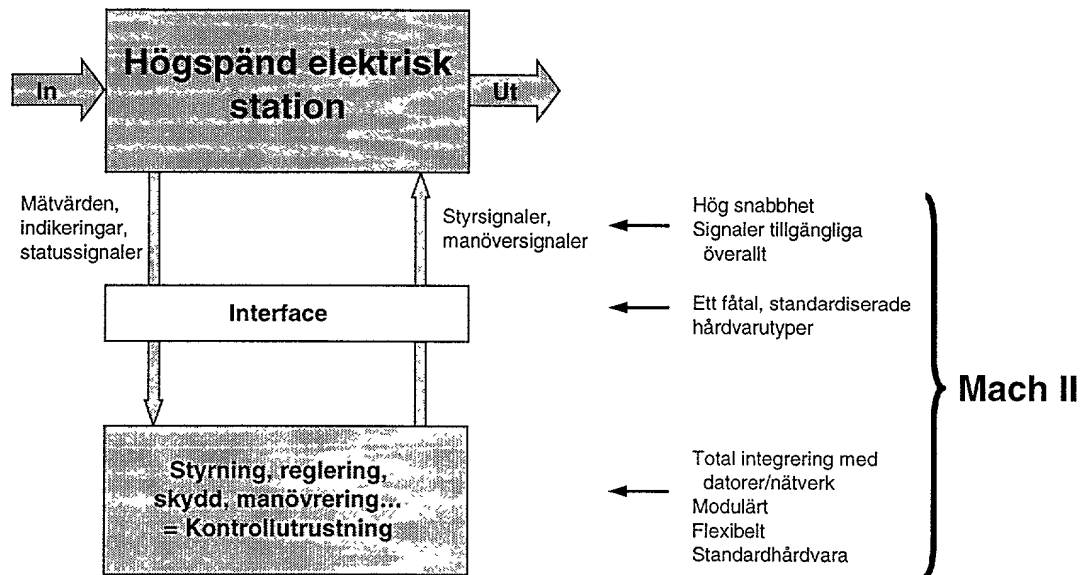 Högspänd elektrisk
station
In
Ut
Mätvärden,
indikeringar,
statussignaler
Styrsignaler,
manöversignaler
Hög snabbhet
Signaler tillgängliga
överallt
Interface
Ett fåtal, standardiserade
hårdvarutyper
Mach II
Styrning, reglering,
skydd, manövrering...
= Kontrollutrustning
Total integrering med
datorer/nätverk
Modulärt
Flexibelt
Standardhårdvara